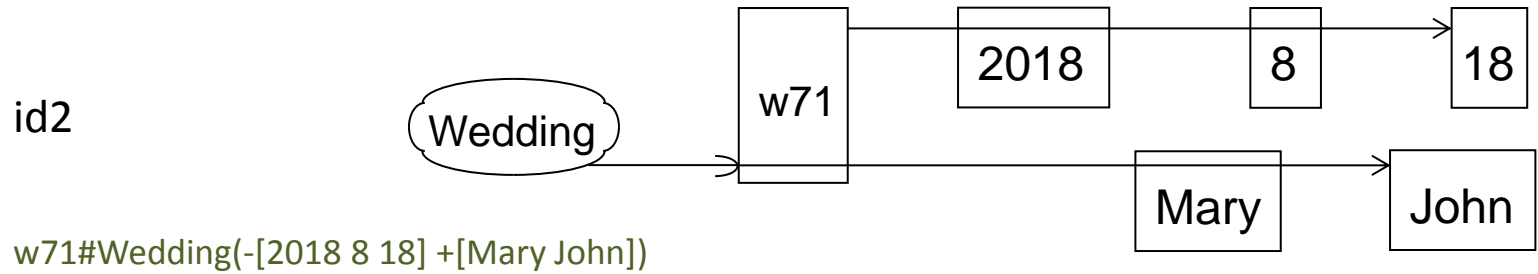 2018 8 18
w71
id2 Wedding
Mary John
w71#Wedding(-[2018 8 18] +[Mary John])